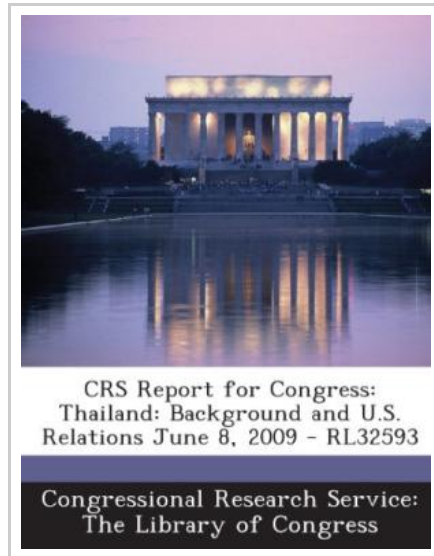 CRS Report for Congress:
Thailand: Background and U.S.
Relations June 8, 2009 - RL32593
Congressional Research Service:
The Library of Congress